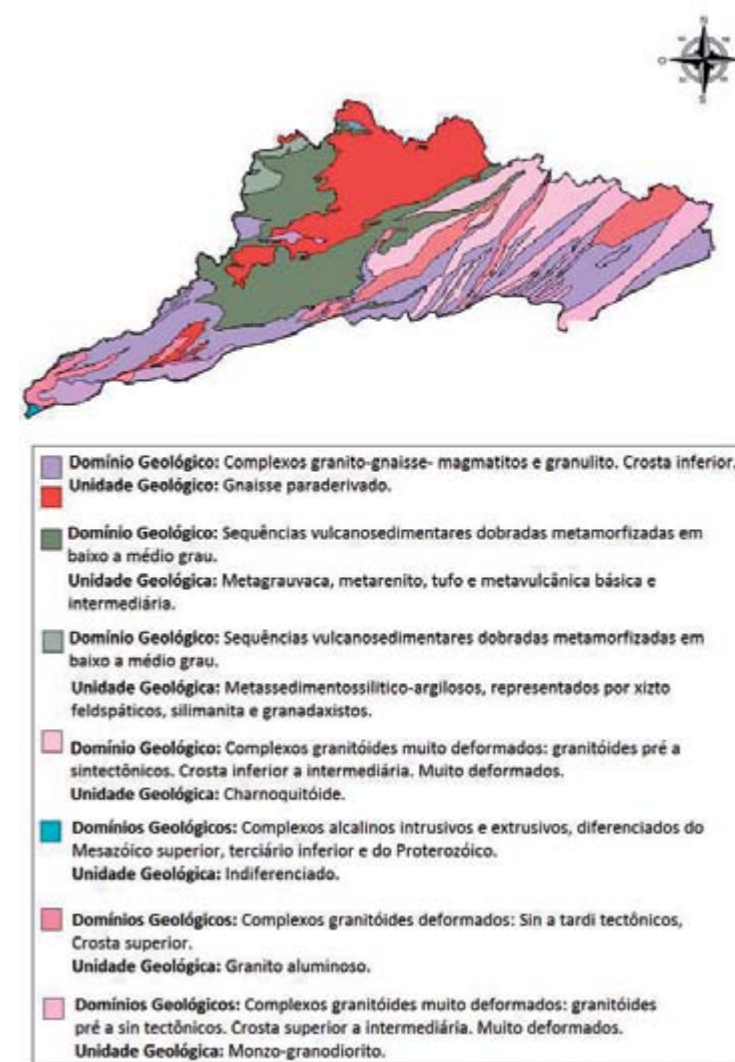 N
O
S
Domínio Geológico: Complexos granito-gnaisse- magmatitos e granulito. Crosta inferior.
Unidade Geológico: Gnaisse paraderivado.
Domínio Geológico: Sequências vulcanosedimentares dobradas metamorfizadas em
baixo a médio grau.
Unidade Geológica: Metagrauvaca, metarenito, tufo e metavulcânica básica e
intermediária.
Domínio Geológico: Sequências vulcanosedimentares dobradas metamorfizadas em
baixo a médio grau.
Unidade Geológica: Metassedimentossilítico-argilosos, representados por xizto
feldspáticos, silimanita e granadaxistos.
Domínio Geológico: Complexos granitóides muito deformados: granitóides pré a
sintectônicos. Crosta inferior a intermediária. Muito deformados.
Unidade Geológica: Charnoquitóide.
Domínios Geológicos: Complexos alcalinos intrusivos e extrusivos, diferenciados do
Mesazóico superior, terciário inferior e do Proterozóico.
Unidade Geológica: Indiferenciado.
Domínios Geológicos: Complexos granitóides deformados: Sin a tardi tectônicos,
Crosta superior.
Unidade Geológica: Granito aluminoso.
Domínios Geológicos: Complexos granitóides muito deformados: granitóides
pré a sin tectônicos. Crosta superior a intermediária. Muito deformados.
Unidade Geológica: Monzo-granodiorito.